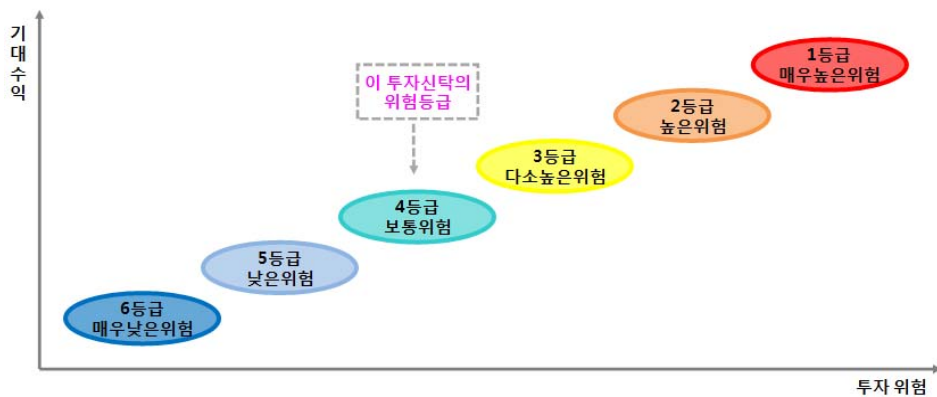 기대수익
1등급
매우높은위험
이 투자신탁의
위험등급
2등급
높은위험
3등급
다소높은위험
4등급
보통위험
5등급
낮은위험
6등급
매우낮은위험
투자 위험